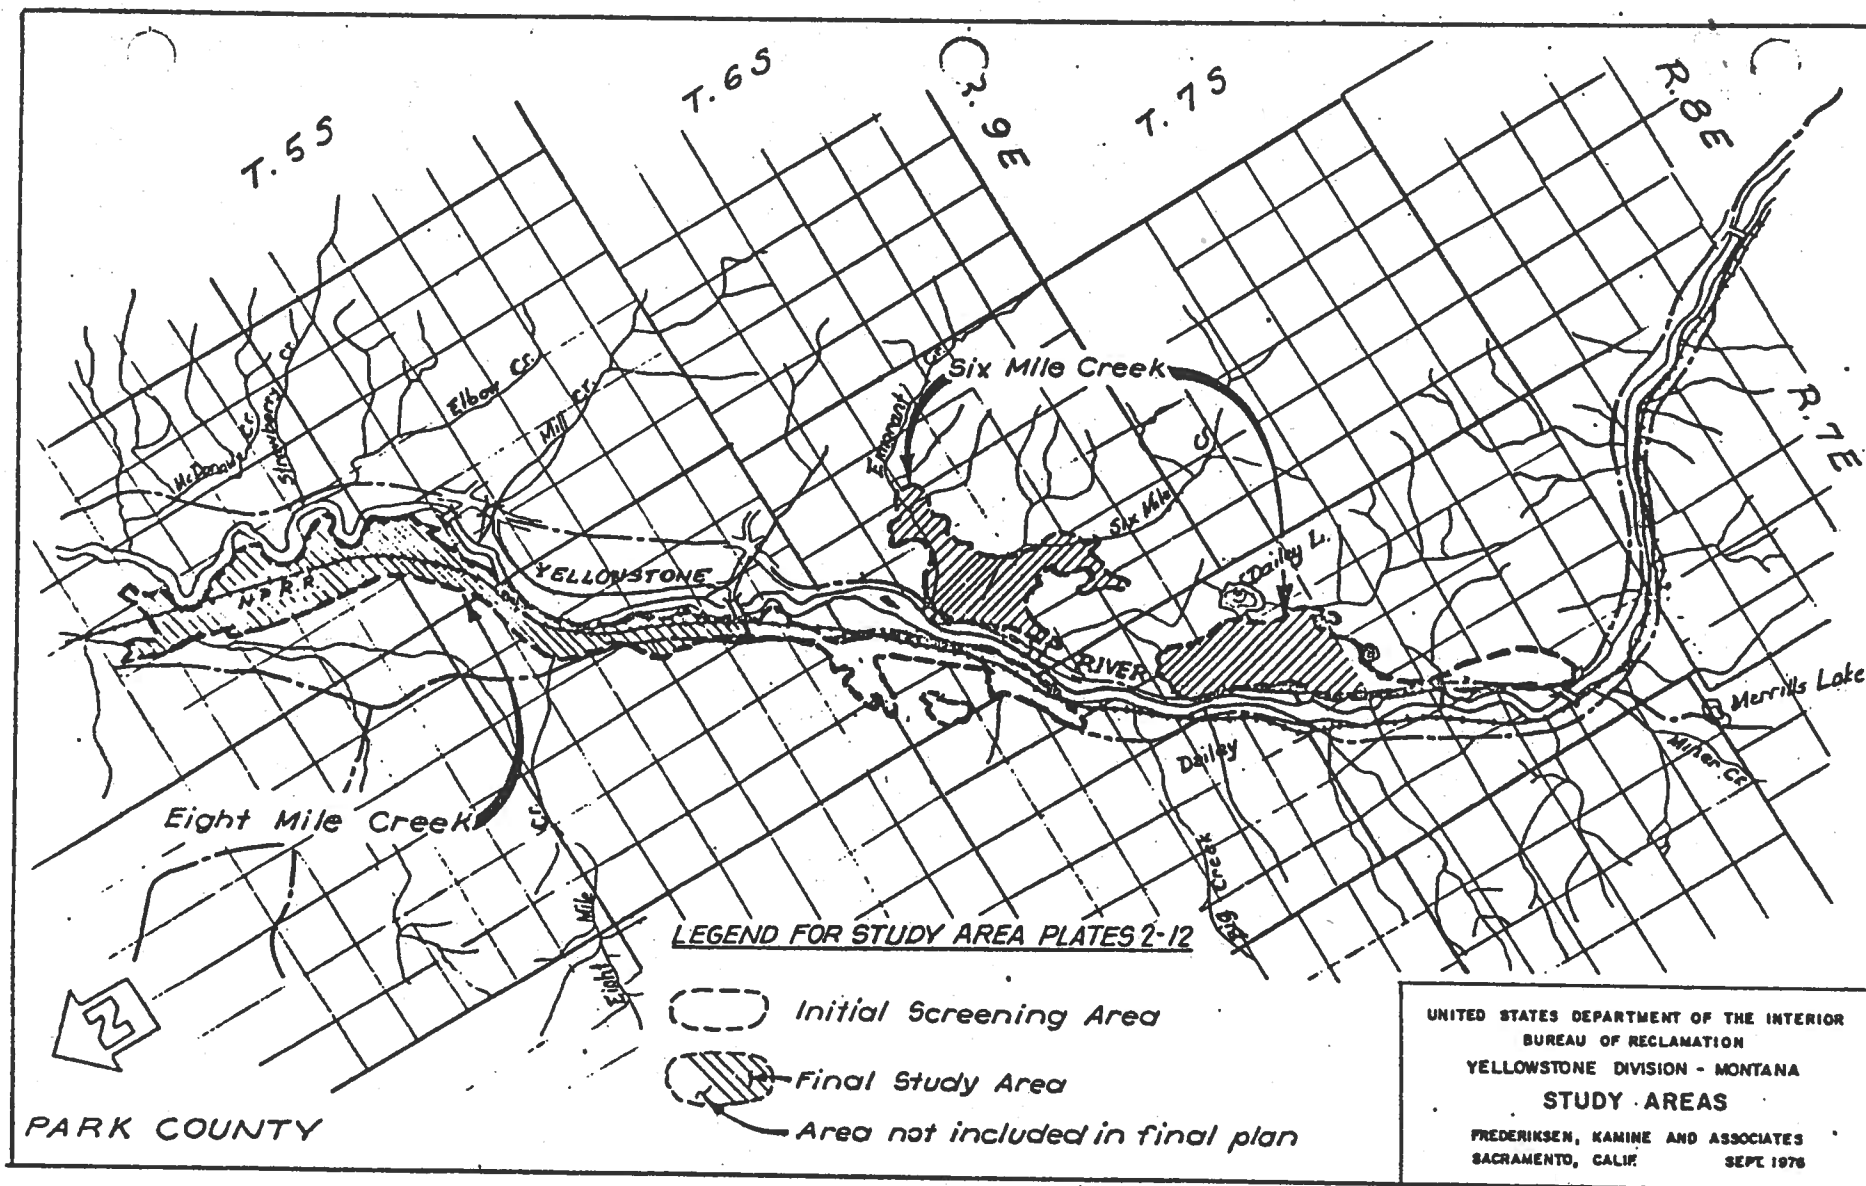 T. 5 S
T. 6 S
R. 9E
T. 7 S
R. 8E
R. 7E
McDonald Cr.
Strawberry Cr.
Elbow Cr.
Mill Cr.
Emigrant Cr.
Six Mile Creek
Six Mile Cr.
Dailey L.
N.P.R.R.
YELLOWSTONE
RIVER
Merrills Lake
Miner Cr.
Dailey
Eight Mile Creek
Big Creek
Eight Mile Cr.
N
PARK COUNTY
LEGEND FOR STUDY AREA PLATES 2-12
Initial Screening Area
Final Study Area
Area not included in final plan
UNITED STATES DEPARTMENT OF THE INTERIOR
BUREAU OF RECLAMATION
YELLOWSTONE DIVISION - MONTANA
STUDY AREAS
FREDERIKSEN, KAMINE AND ASSOCIATES
SACRAMENTO, CALIF. SEPT. 1976